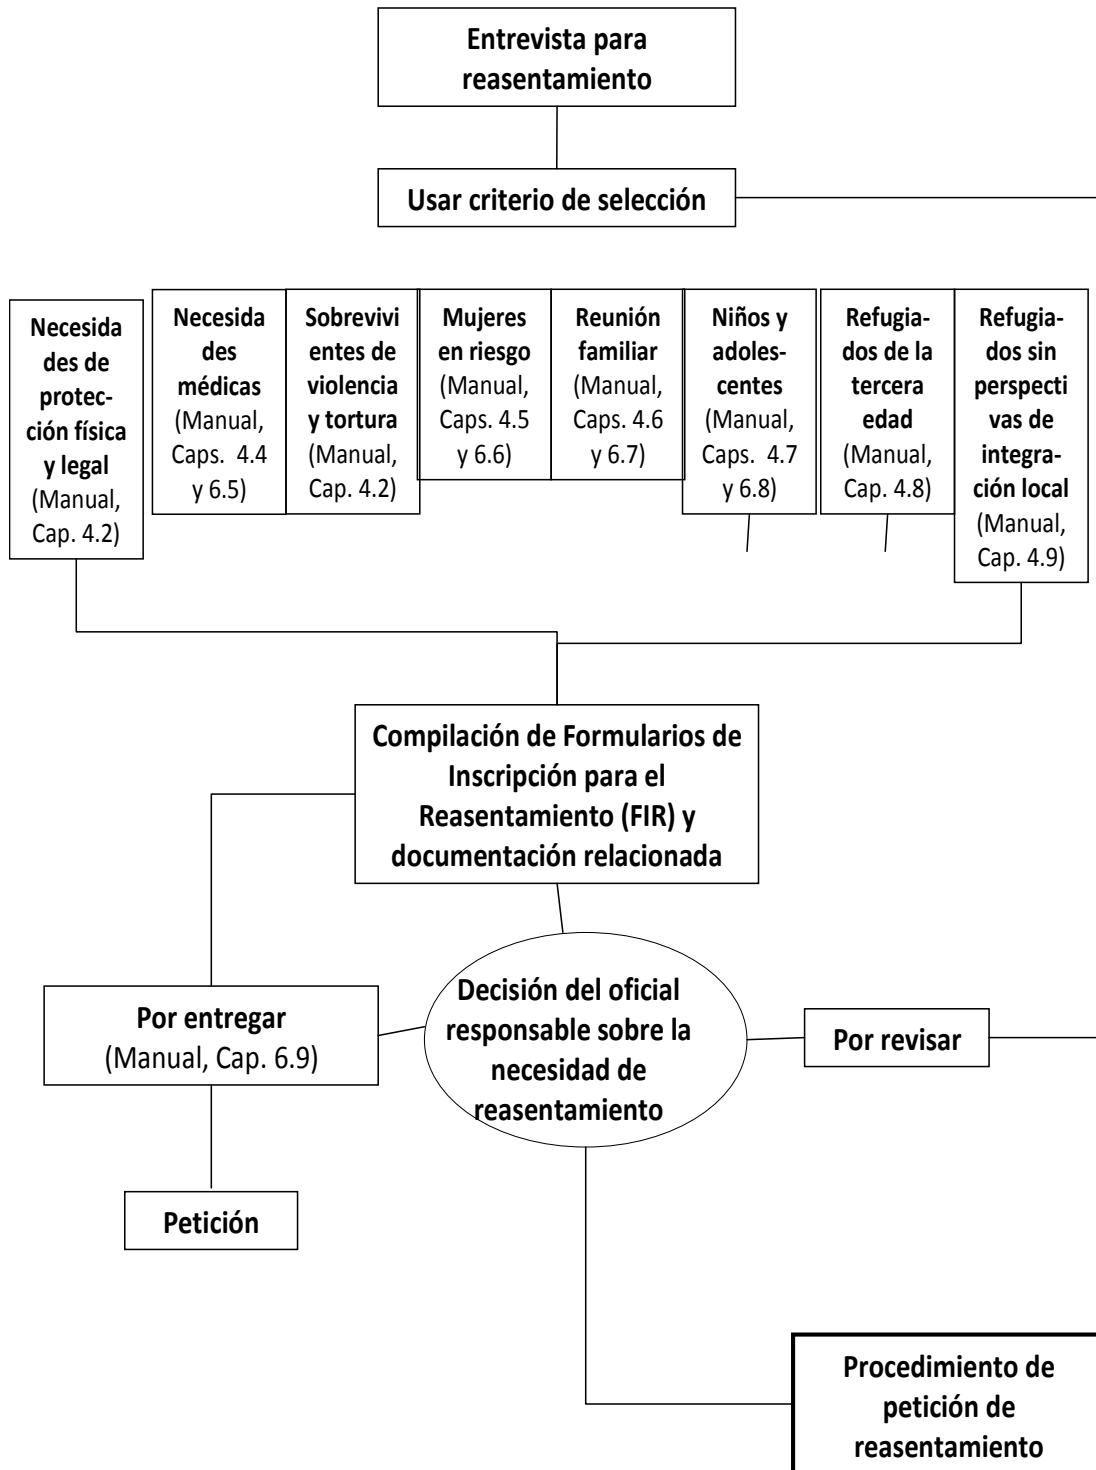 Entrevista para
reasentamiento
Usar criterio de selección
Necesida
des de
protec-
ción física
y legal
(Manual,
Cap. 4.2)
Necesida
des
médicas
(Manual,
Caps. 4.4
y 6.5)
Sobrevivi
entes de
violencia
y tortura
(Manual,
Cap. 4.2)
Mujeres
en riesgo
(Manual,
Caps. 4.5
y 6.6)
Reunión
familiar
(Manual,
Caps. 4.6
y 6.7)
Niños y
adoles-
centes
(Manual,
Caps. 4.7
y 6.8)
Refugia-
dos de la
tercera
edad
(Manual,
Cap. 4.8)
Refugia-
dos sin
perspecti
vas de
integra-
ción local
(Manual,
Cap. 4.9)
Compilación de Formularios de
Inscripción para el
Reasentamiento (FIR) y
documentación relacionada
Por entregar
(Manual, Cap. 6.9)
Decisión del oficial
responsable sobre la
necesidad de
reasentamiento
Por revisar
Petición
Procedimiento de
petición de
reasentamiento